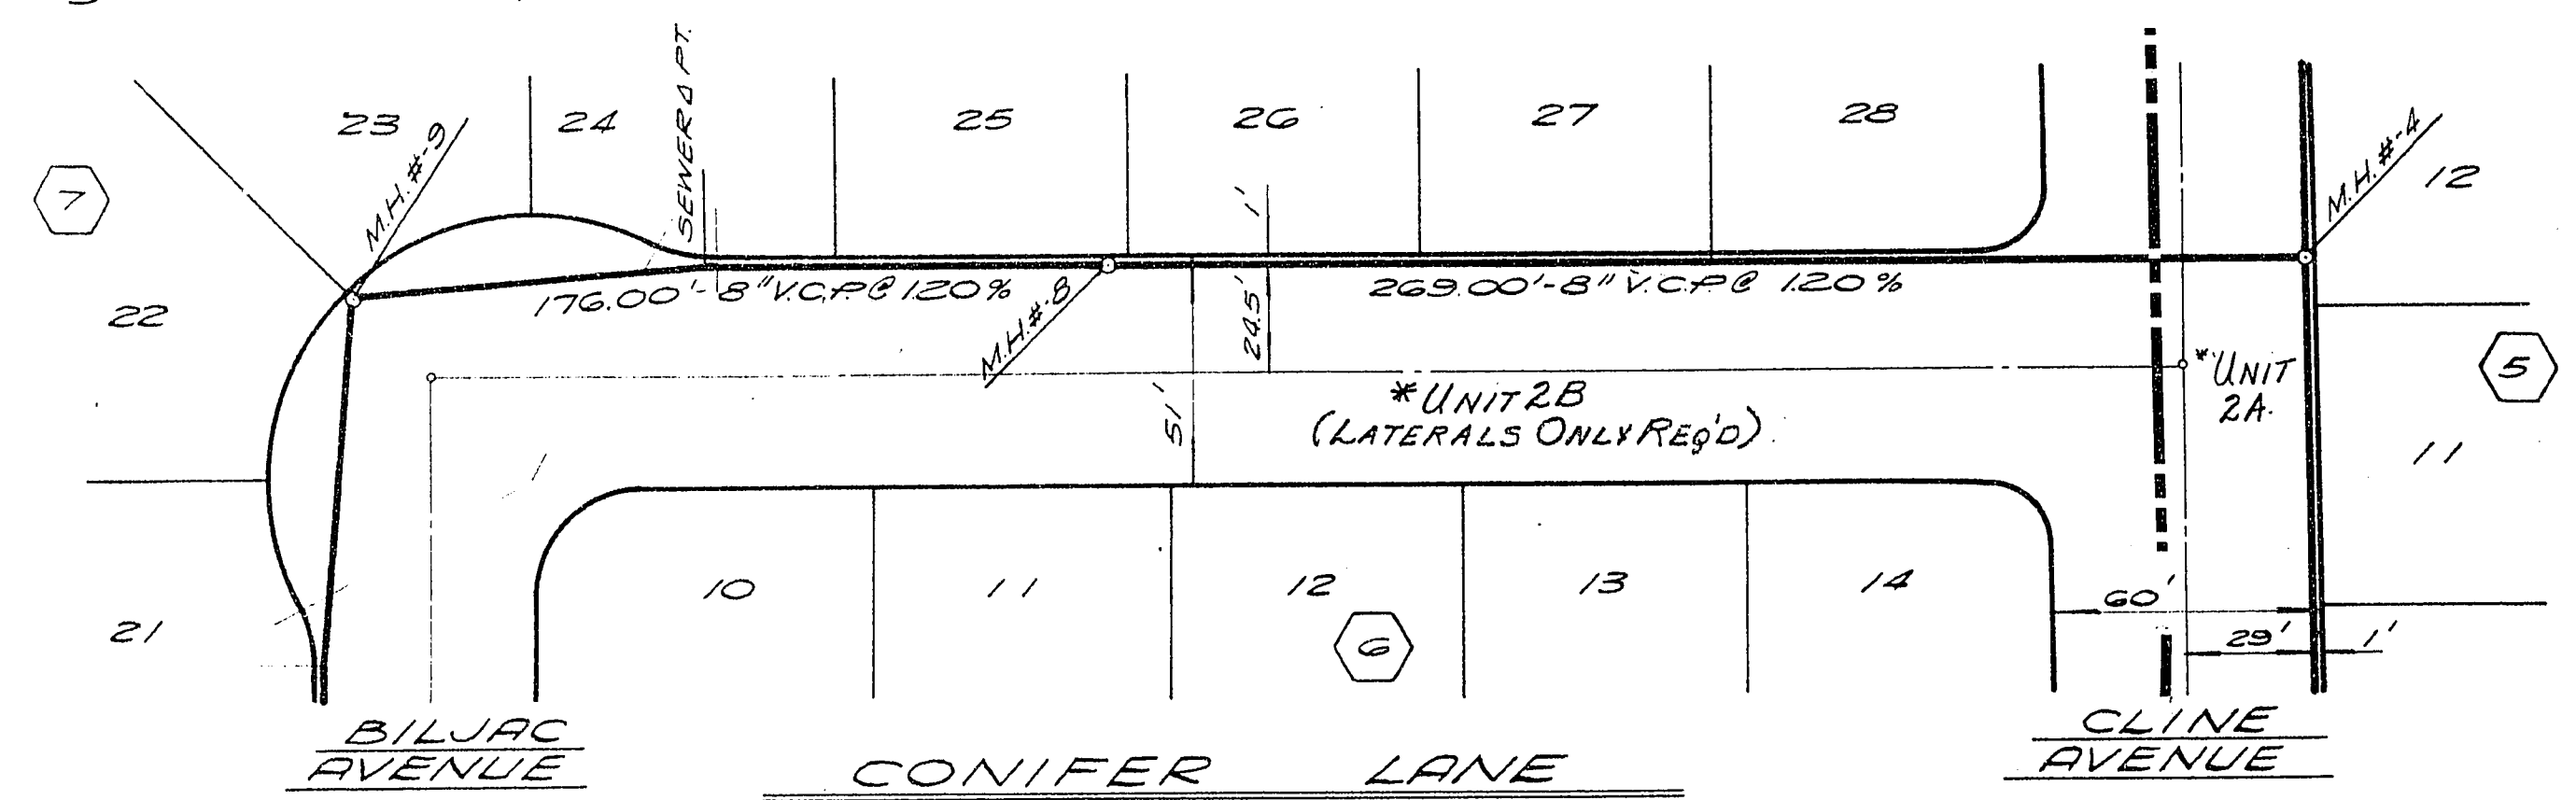 SEWER Δ PT.
23
24
25
26
27
28
M.H.#-9
M.H.#-4
12
7
1'
22
176.00'-8" V.C.P.@ 1.20%
269.00'-8" V.C.P.@ 1.20%
M.H.#-8
24.5'
*UNIT
2A.
5
51'
*UNIT 2B
(LATERALS ONLY REQ'D)
11
21
10
11
12
13
14
6
60'
29'
1'
BILJAC
AVENUE
CONIFER LANE
CLINE
AVENUE